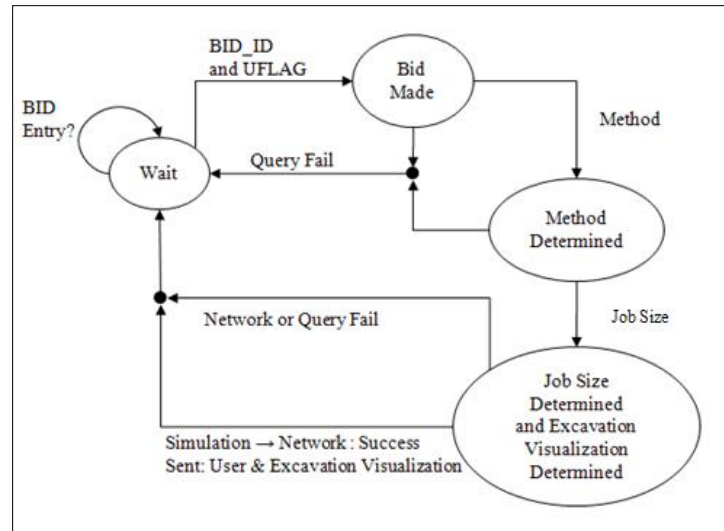 BID_ID
and UFLAG
Bid
Made
BID
Entry?
Method
Query Fail
Wait
Method
Determined
Job Size
Network or Query Fail
Job Size
Determined
and Excavation
Visualization
Determined
Simulation → Network : Success
Sent: User & Excavation Visualization